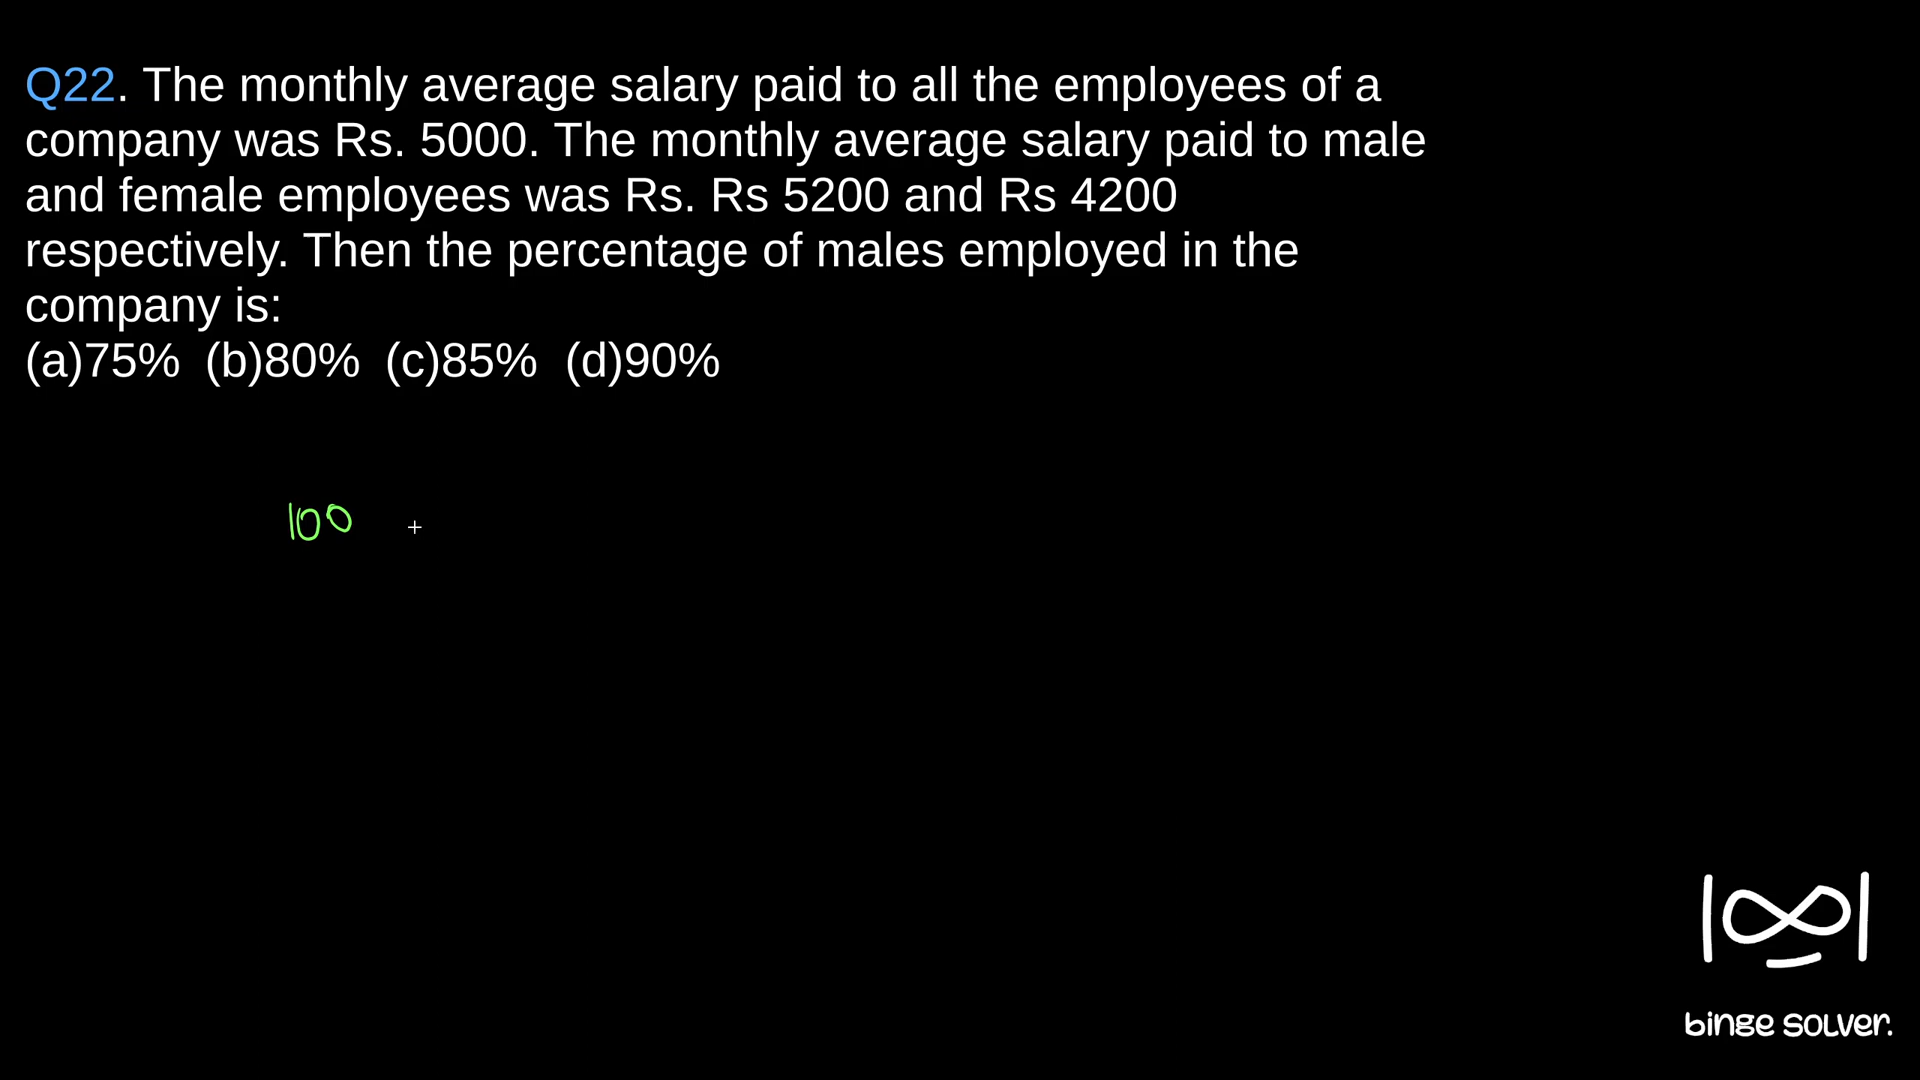 Q22. The monthly average salary paid to all the employees of a
company was Rs. 5000. The monthly average salary paid to male
and female employees was Rs. Rs 5200 and Rs 4200
respectively. Then the percentage of males employed in the
company is:
(a)75% (b)80% (c)85% (d)90%
100
binge solver.